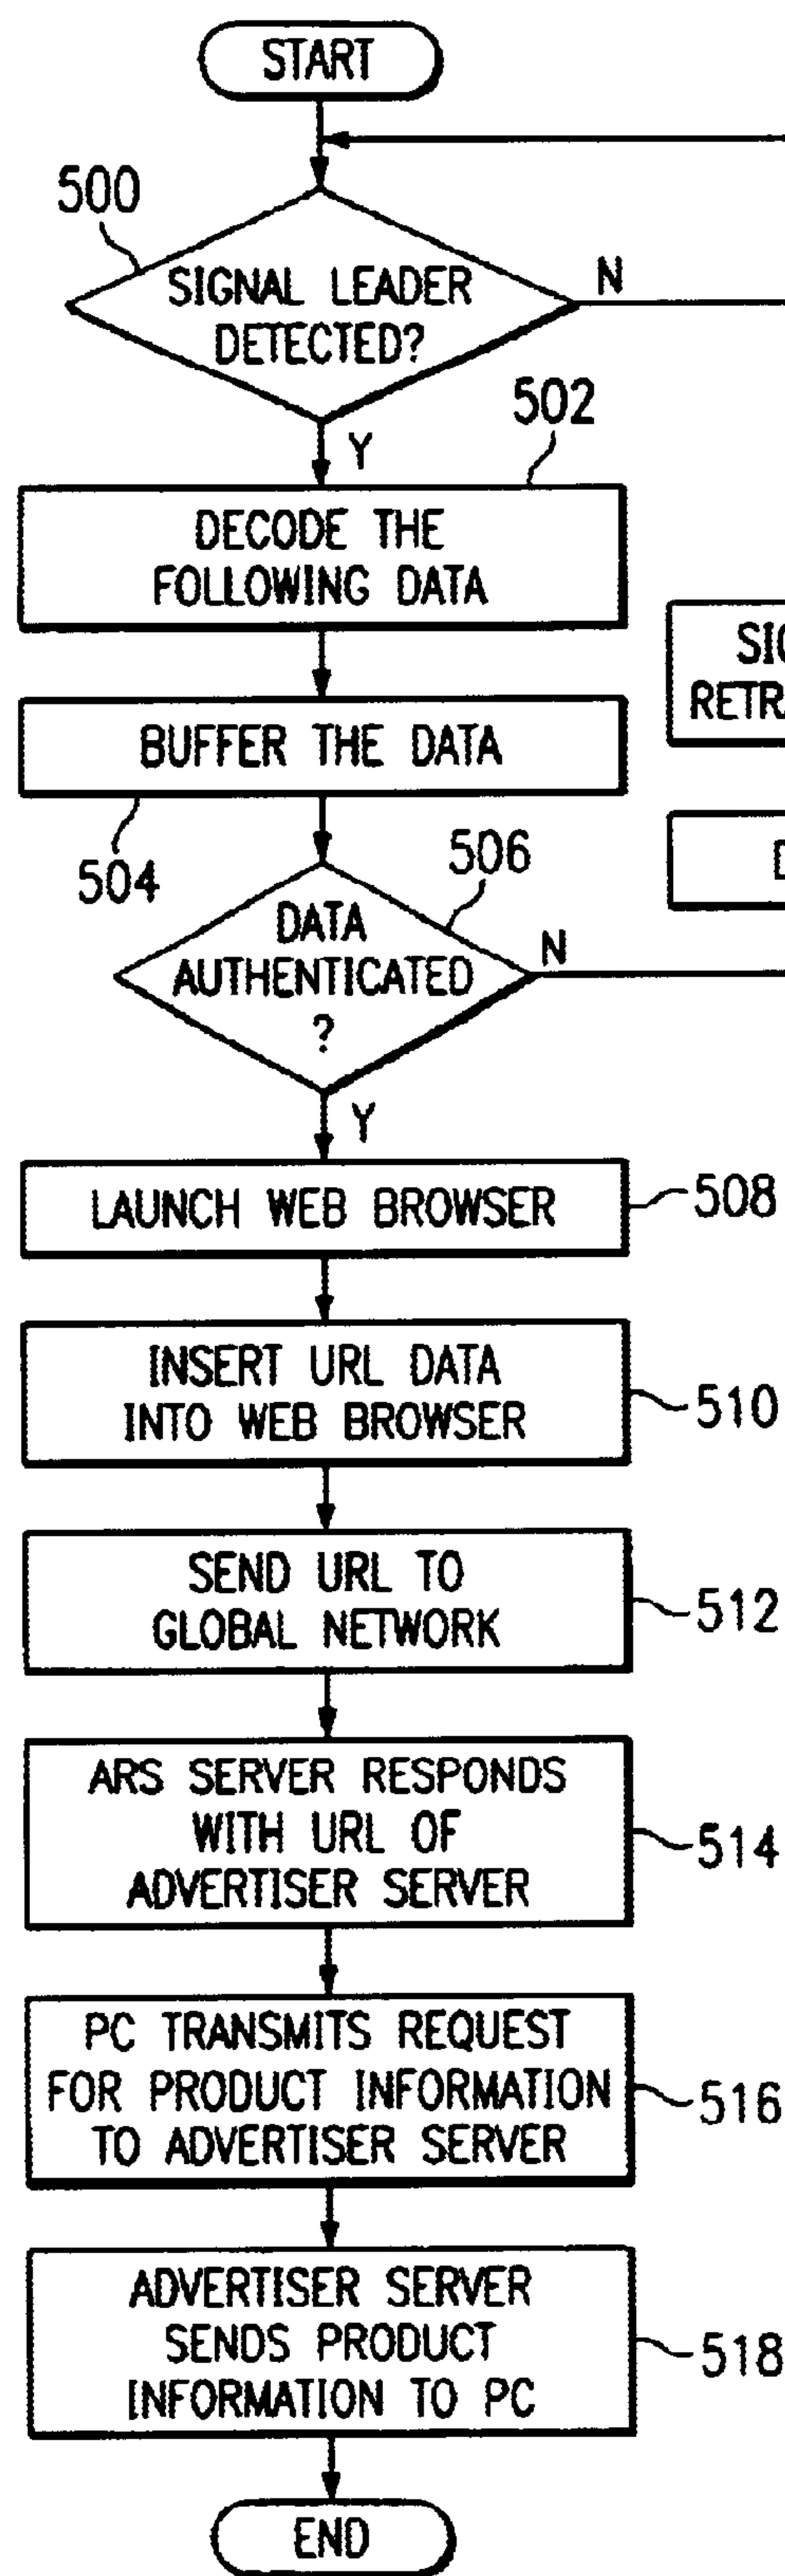 START
500
SIGNAL LEADER
DETECTED?
N
Y
502
DECODE THE
FOLLOWING DATA
BUFFER THE DATA
504
506
DATA
AUTHENTICATED
?
N
Y
LAUNCH WEB BROWSER
508
INSERT URL DATA
INTO WEB BROWSER
510
SEND URL TO
GLOBAL NETWORK
512
ARS SERVER RESPONDS
WITH URL OF
ADVERTISER SERVER
514
PC TRANSMITS REQUEST
FOR PRODUCT INFORMATION
TO ADVERTISER SERVER
516
ADVERTISER SERVER
SENDS PRODUCT
INFORMATION TO PC
518
END